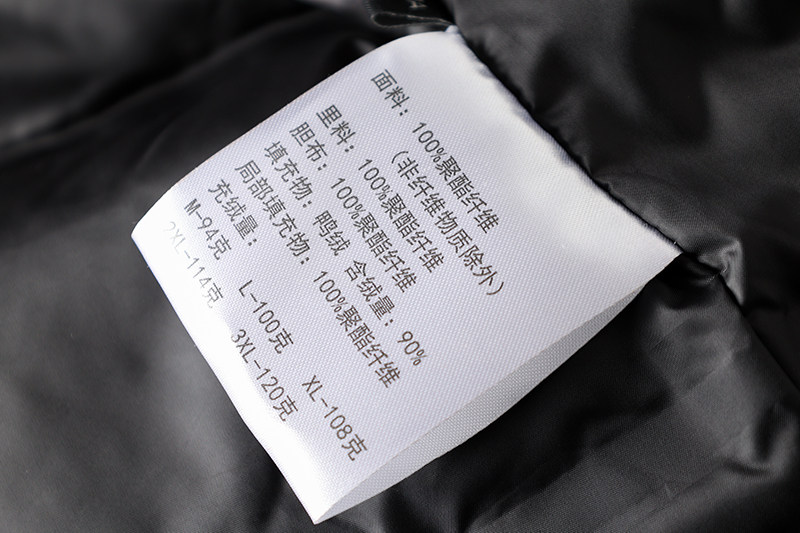 面料：100%聚酯纤维
（非纤维物质除外）
里料：100%聚酯纤维
胆布：100%聚酯纤维
填充物：鸭绒 含绒量：90%
局部填充物：100%聚酯纤维
充绒量：
M-94克 L-100克 XL-108克
2XL-114克 3XL-120克